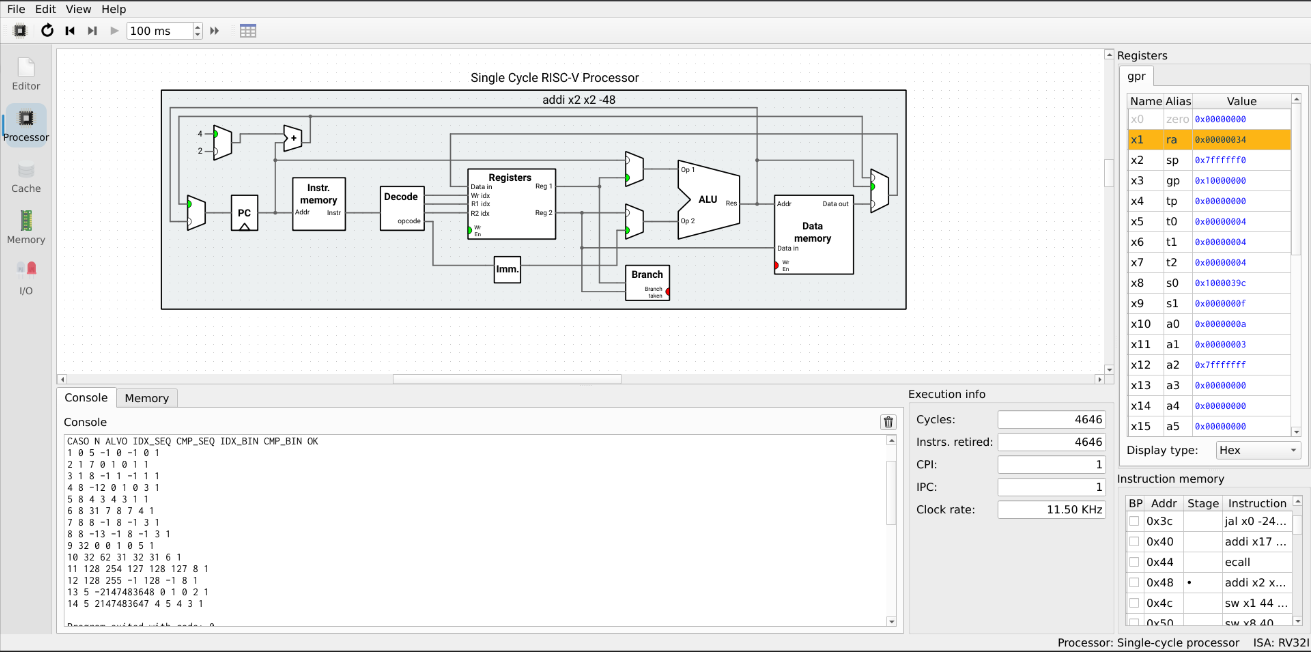 File Edit View Help
100 ms
Editor
Processor
Cache
Memory
I/O
Single Cycle RISC-V Processor
addi x2 x2 -48
4
2
+
PC
Instr. memory
Addr Instr
Decode
opcode
Registers
Data in
Wr idx
R1 idx
R2 idx
Wr En
Reg 1
Reg 2
Imm.
Branch
Branch taken
Op 1
ALU
Res
Op 2
Addr Data out
Data memory
Data in
Wr En
Console Memory
Console
CASO N ALVO IDX_SEQ CMP_SEQ IDX_BIN CMP_BIN OK
1 0 5 -1 0 -1 0 1
2 1 7 0 1 0 1 1
3 1 8 -1 1 -1 1 1
4 8 -12 0 1 0 3 1
5 8 4 3 4 3 1 1
6 8 31 7 8 7 4 1
7 8 8 -1 8 -1 3 1
8 8 -13 -1 8 -1 3 1
9 32 0 0 1 0 5 1
10 32 62 31 32 31 6 1
11 128 254 127 128 127 8 1
12 128 255 -1 128 -1 8 1
13 5 -2147483648 0 1 0 2 1
14 5 2147483647 4 5 4 3 1
Program exited with code: 0
Execution info
Cycles: 4646
Instrs. retired: 4646
CPI: 1
IPC: 1
Clock rate: 11.50 KHz
Registers
gpr
Name Alias Value
x0 zero 0x00000000
x1 ra 0x00000034
x2 sp 0x7ffffff0
x3 gp 0x10000000
x4 tp 0x00000000
x5 t0 0x00000004
x6 t1 0x00000004
x7 t2 0x00000004
x8 s0 0x1000039c
x9 s1 0x0000000f
x10 a0 0x0000000a
x11 a1 0x00000003
x12 a2 0x7fffffff
x13 a3 0x00000000
x14 a4 0x00000000
x15 a5 0x00000000
Display type: Hex
Instruction memory
BP Addr Stage Instruction
0x3c jal x0 -24...
0x40 addi x17 ...
0x44 ecall
0x48 • addi x2 x...
0x4c sw x1 44 ...
0x50 sw x8 40
Processor: Single-cycle processor ISA: RV32I